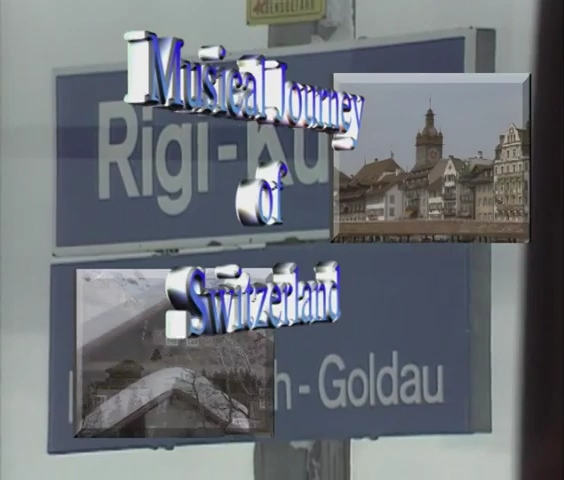 Musical Journey
of
Switzerland
Rigi-Ku
h-Goldau